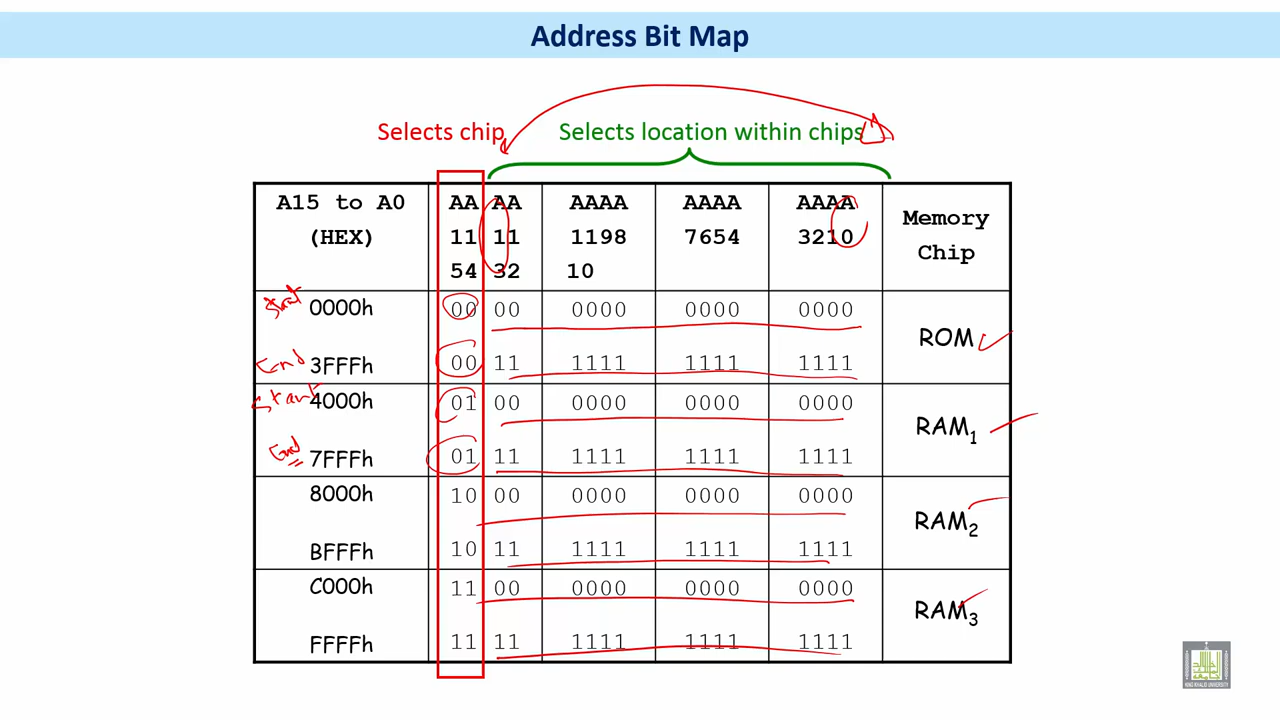 Address Bit Map
Selects chip Selects location within chips
A15 to A0 AA AA AAAA AAAA AAAA Memory
(HEX) 11 11 1198 7654 3210 Chip
54 32 10
Start 0000h 00 00 0000 0000 0000 ROM
End 3FFFh 00 11 1111 1111 1111
Start 4000h 01 00 0000 0000 0000 RAM1
End 7FFFh 01 11 1111 1111 1111
8000h 10 00 0000 0000 0000 RAM2
BFFFh 10 11 1111 1111 1111
C000h 11 00 0000 0000 0000 RAM3
FFFFh 11 11 1111 1111 1111
KING KHALID UNIVERSITY